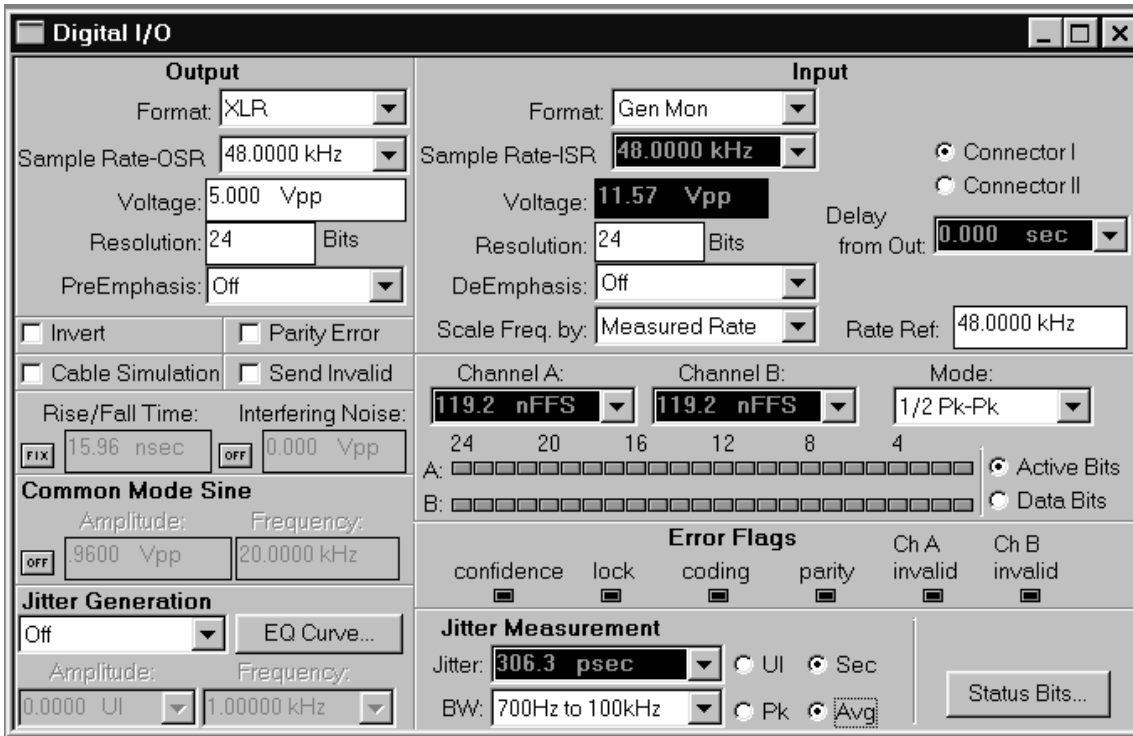 Digital I/O
Output
Format: XLR
Sample Rate-OSR 48.0000 kHz
Voltage: 5.000 Vpp
Resolution: 24 Bits
PreEmphasis: Off
Invert
Parity Error
Cable Simulation
Send Invalid
Rise/Fall Time: Interfering Noise:
FIX 15.96 nsec OFF 0.000 Vpp
Common Mode Sine
Amplitude: Frequency:
OFF .9600 Vpp 20.0000 kHz
Jitter Generation
Off EQ Curve...
Amplitude: Frequency:
0.0000 UI 1.00000 kHz
Input
Format: Gen Mon
Sample Rate-ISR 48.0000 kHz
Connector I
Connector II
Voltage: 11.57 Vpp
Delay
from Out: 0.000 sec
Resolution: 24 Bits
DeEmphasis: Off
Scale Freq. by: Measured Rate
Rate Ref: 48.0000 kHz
Channel A: Channel B: Mode:
119.2 nFFS 119.2 nFFS 1/2 Pk-Pk
24 20 16 12 8 4
A: Active Bits
B: Data Bits
Error Flags
confidence lock coding parity Ch A invalid Ch B invalid
Jitter Measurement
Jitter: 306.3 psec UI Sec
BW: 700Hz to 100kHz Pk Avg
Status Bits...